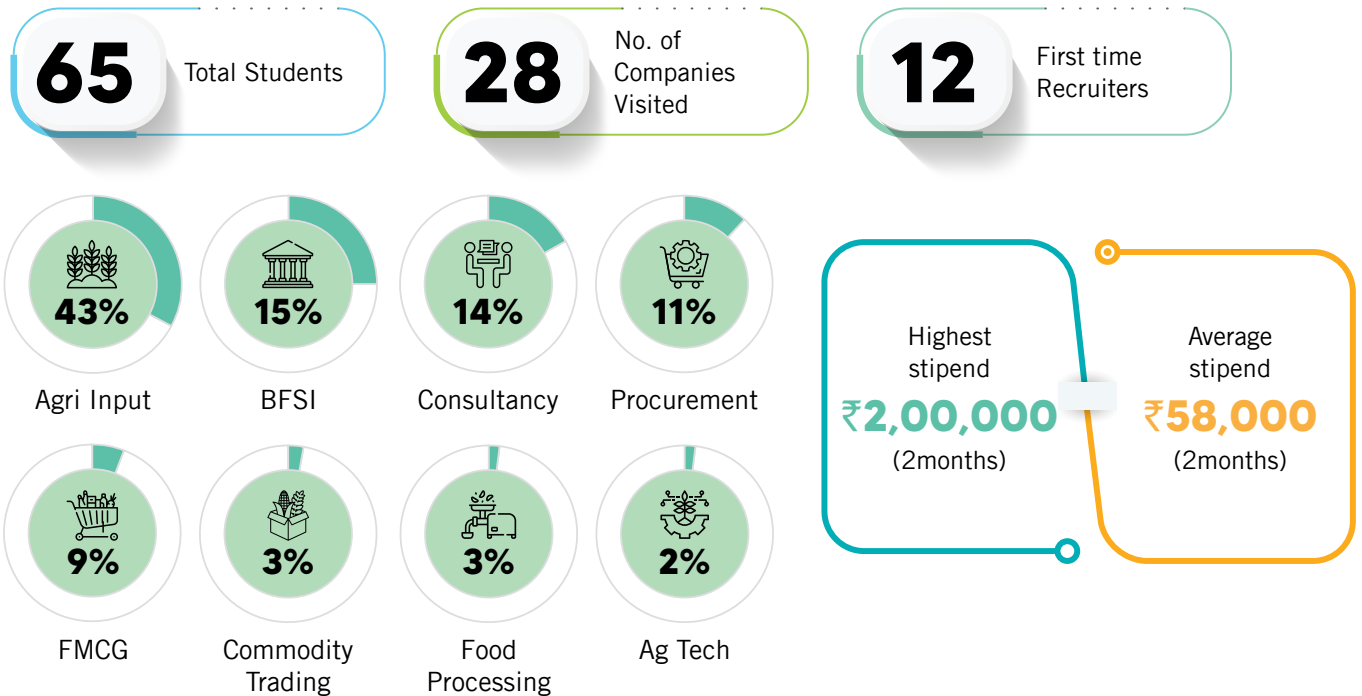 65
Total Students
28
No. of
Companies
Visited
12
First time
Recruiters
43%
Agri Input
15%
BFSI
14%
Consultancy
11%
Procurement
9%
FMCG
3%
Commodity
Trading
3%
Food
Processing
2%
Ag Tech
Highest
stipend
₹2,00,000
(2months)
Average
stipend
₹58,000
(2months)